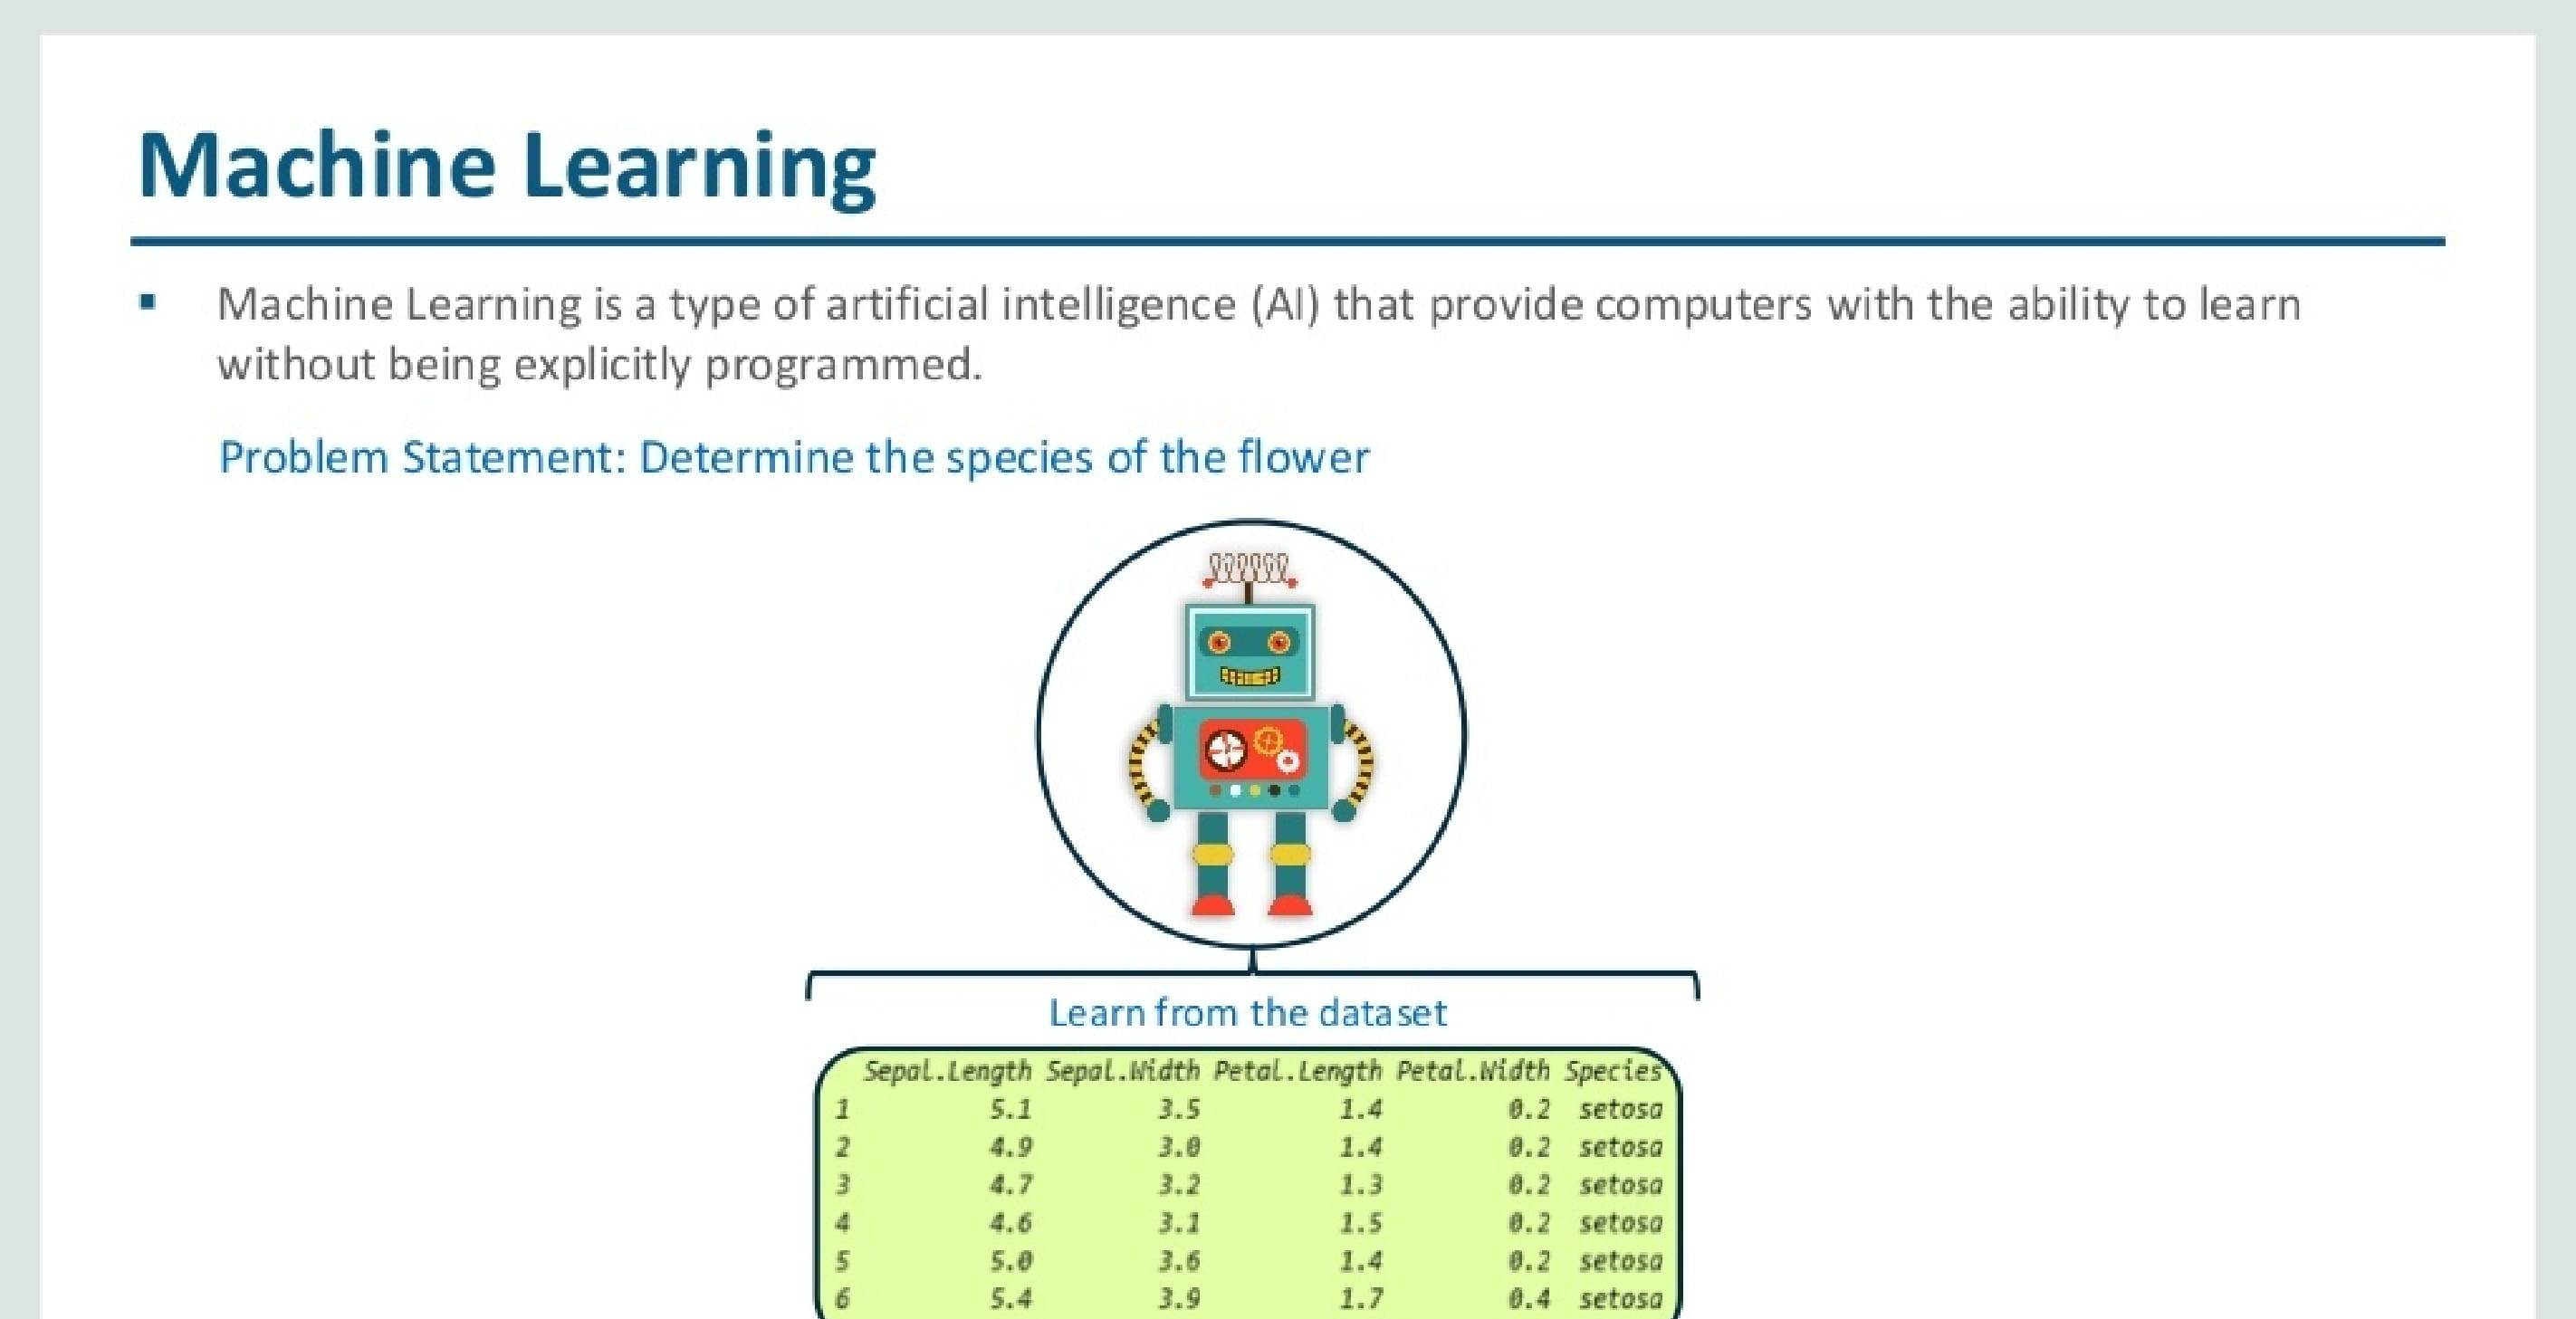 Machine Learning
▪ Machine Learning is a type of artificial intelligence (AI) that provide computers with the ability to learn
without being explicitly programmed.
Problem Statement: Determine the species of the flower
Learn from the dataset
Sepal.Length Sepal.Width Petal.Length Petal.Width Species
1 5.1 3.5 1.4 0.2 setosa
2 4.9 3.0 1.4 0.2 setosa
3 4.7 3.2 1.3 0.2 setosa
4 4.6 3.1 1.5 0.2 setosa
5 5.0 3.6 1.4 0.2 setosa
6 5.4 3.9 1.7 0.4 setosa